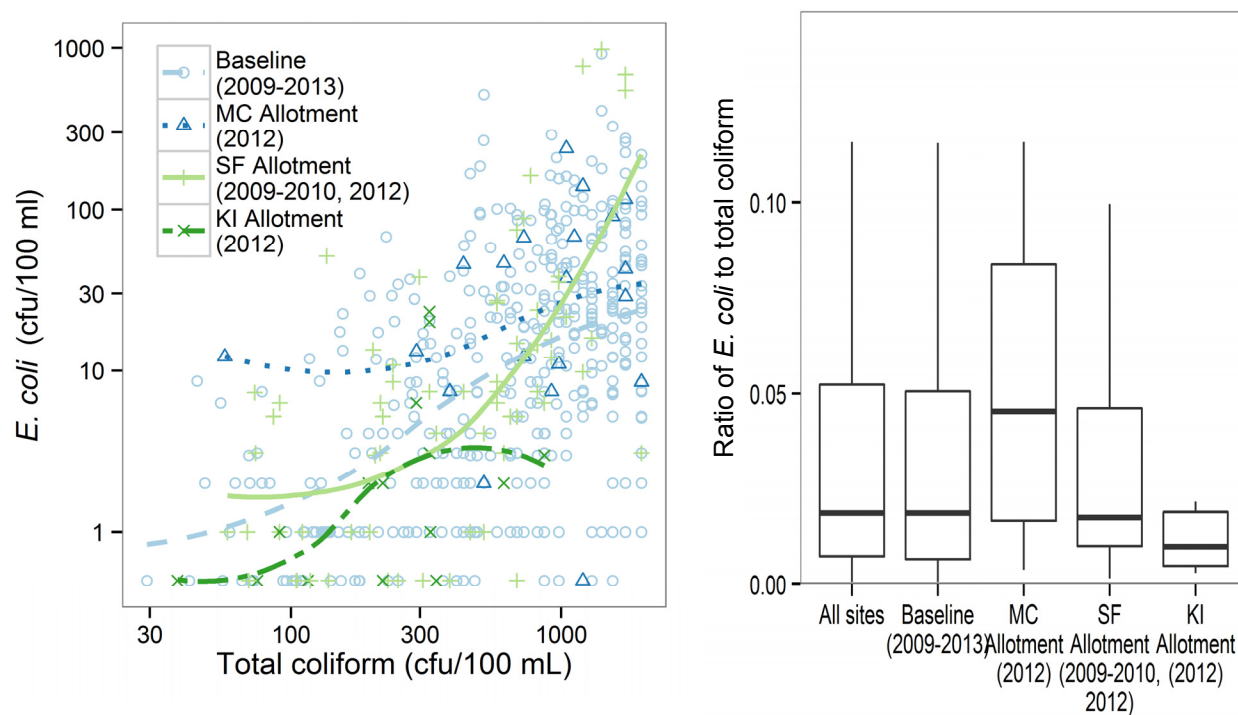 1000
300
100
30
10
1
E. coli (cfu/100 ml)
Baseline
(2009-2013)
MC Allotment
(2012)
SF Allotment
(2009-2010, 2012)
KI Allotment
(2012)
30
100
300
1000
Total coliform (cfu/100 mL)
Ratio of E. coli to total coliform
0.10
0.05
0.00
All sites
Baseline
(2009-2013)
MC
Allotment
(2012)
SF
Allotment
(2009-2010,
2012)
KI
Allotment
(2012)